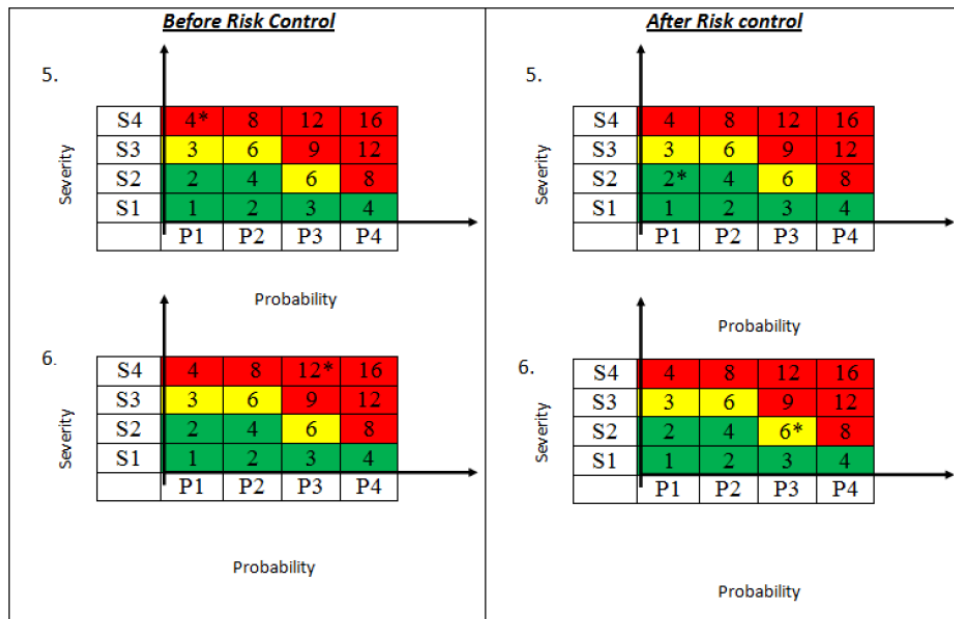 Before Risk Control
5.
Severity
S4 4* 8 12 16
S3 3 6 9 12
S2 2 4 6 8
S1 1 2 3 4
P1 P2 P3 P4
Probability
6.
Severity
S4 4 8 12* 16
S3 3 6 9 12
S2 2 4 6 8
S1 1 2 3 4
P1 P2 P3 P4
Probability
After Risk control
5.
Severity
S4 4 8 12 16
S3 3 6 9 12
S2 2* 4 6 8
S1 1 2 3 4
P1 P2 P3 P4
Probability
6.
Severity
S4 4 8 12 16
S3 3 6 9 12
S2 2 4 6* 8
S1 1 2 3 4
P1 P2 P3 P4
Probability